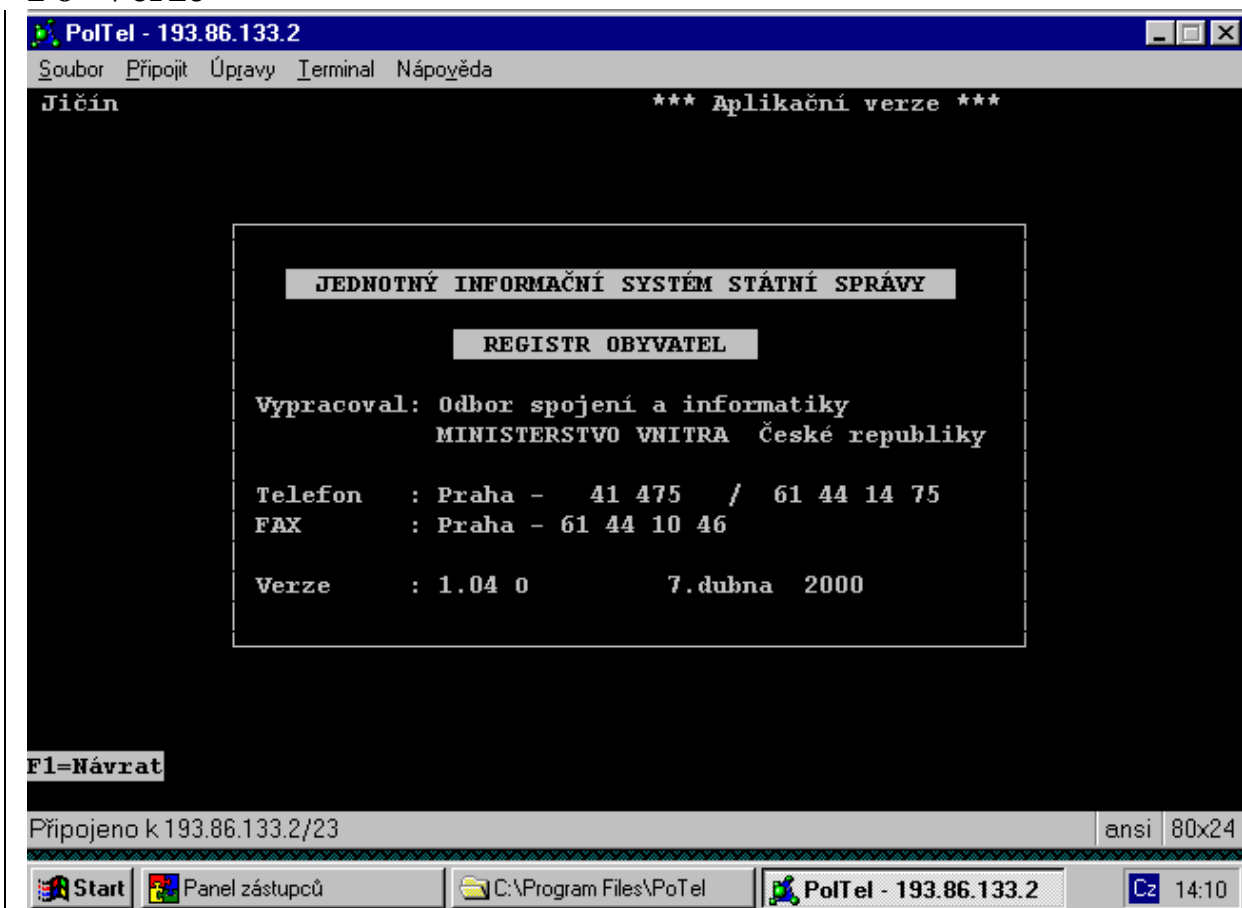 PolTel - 193.86.133.2
Soubor Připojit Úpravy Terminal Nápověda
Jičín *** Aplikační verze ***
JEDNOTNÝ INFORMAČNÍ SYSTÉM STÁTNÍ SPRÁVY
REGISTR OBYVATEL
Vypracoval: Odbor spojení a informatiky
MINISTERSTVO VNITRA České republiky
Telefon : Praha - 41 475 / 61 44 14 75
FAX : Praha - 61 44 10 46
Verze : 1.04 0 7.dubna 2000
F1=Návrat
Připojeno k 193.86.133.2/23 ansi 80x24
Start Panel zástupců C:\Program Files\PoTel PolTel - 193.86.133.2 Cz 14:10